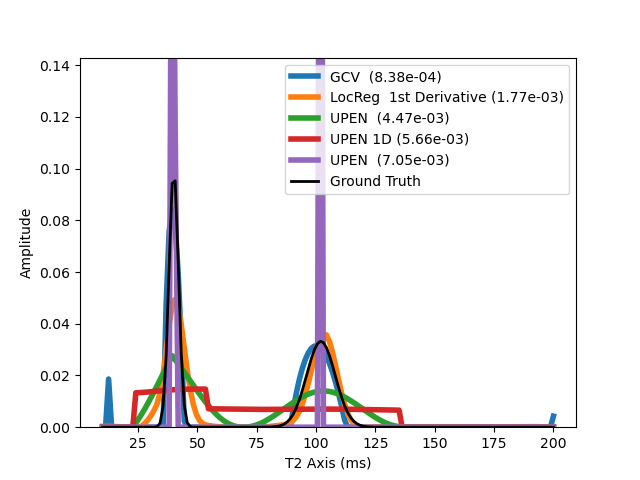 0.14
0.12
0.10
0.08
0.06
0.04
0.02
0.00
Amplitude
GCV  (8.38e-04)
LocReg  1st Derivative (1.77e-03)
UPEN  (4.47e-03)
UPEN 1D (5.66e-03)
UPEN  (7.05e-03)
Ground Truth
25 50 75 100 125 150 175 200
T2 Axis (ms)